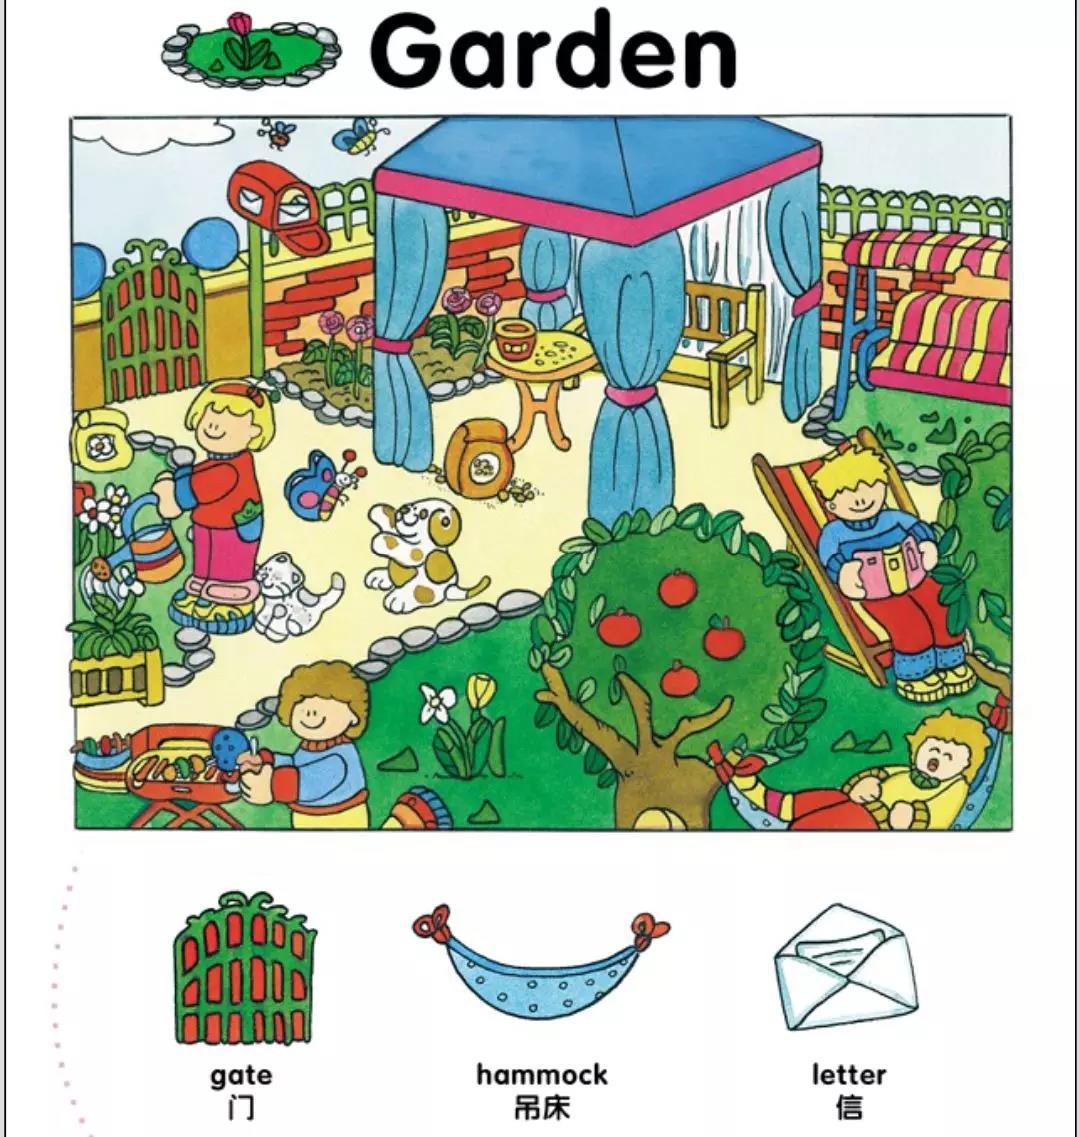 Garden
gate
门
hammock
吊床
letter
信